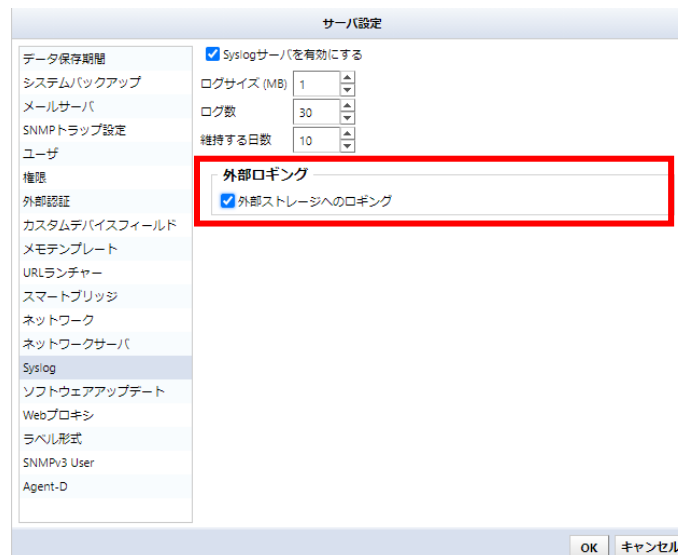 サーバ設定
データ保存期間
システムバックアップ
メールサーバ
SNMPトラップ設定
ユーザ
権限
外部認証
カスタムデバイスフィールド
メモテンプレート
URLランチャー
スマートブリッジ
ネットワーク
ネットワークサーバ
Syslog
ソフトウェアアップデート
Webプロキシ
ラベル形式
SNMPv3 User
Agent-D
Syslogサーバを有効にする
ログサイズ (MB) 1
ログ数 30
維持する日数 10
外部ロギング
外部ストレージへのロギング
OK キャンセル